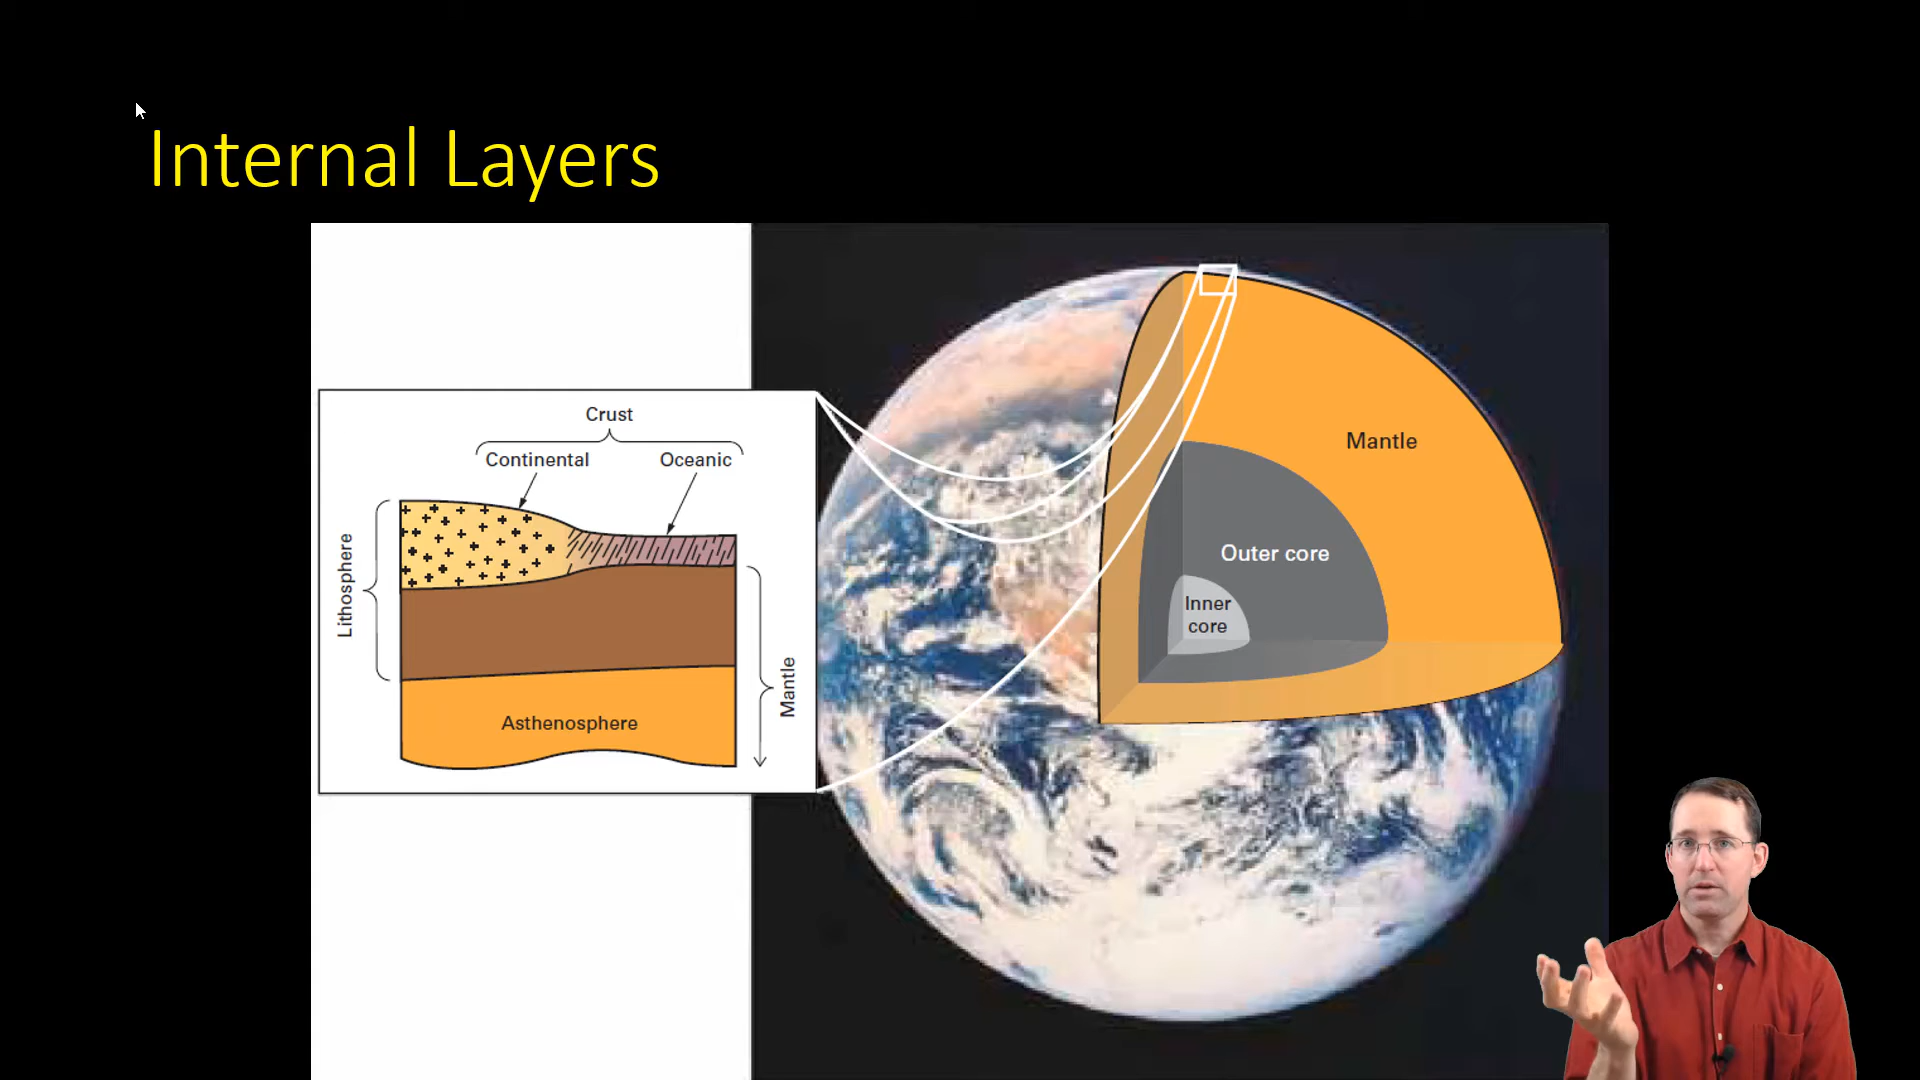 Internal Layers
Crust
Continental
Oceanic
Lithosphere
Asthenosphere
Mantle
Mantle
Outer core
Inner
core